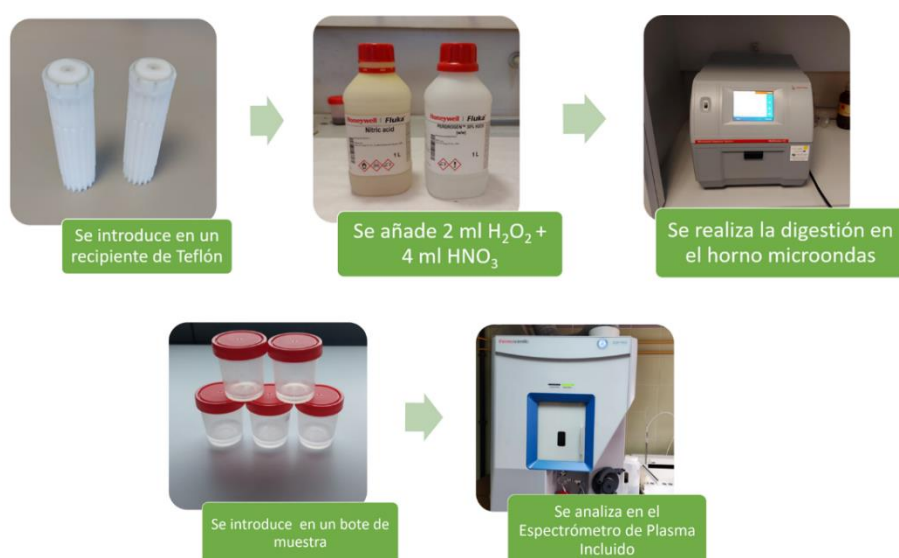 Honeywell | Fluka
Nitric acid
1 L
Honeywell | Fluka
1 L
Se introduce en un
recipiente de Teflón
Se añade 2 ml H₂O₂ +
4 ml HNO₃
Se realiza la digestión en
el horno microondas
Se introduce en un bote de
muestra
Se analiza en el
Espectrómetro de Plasma
Incluido